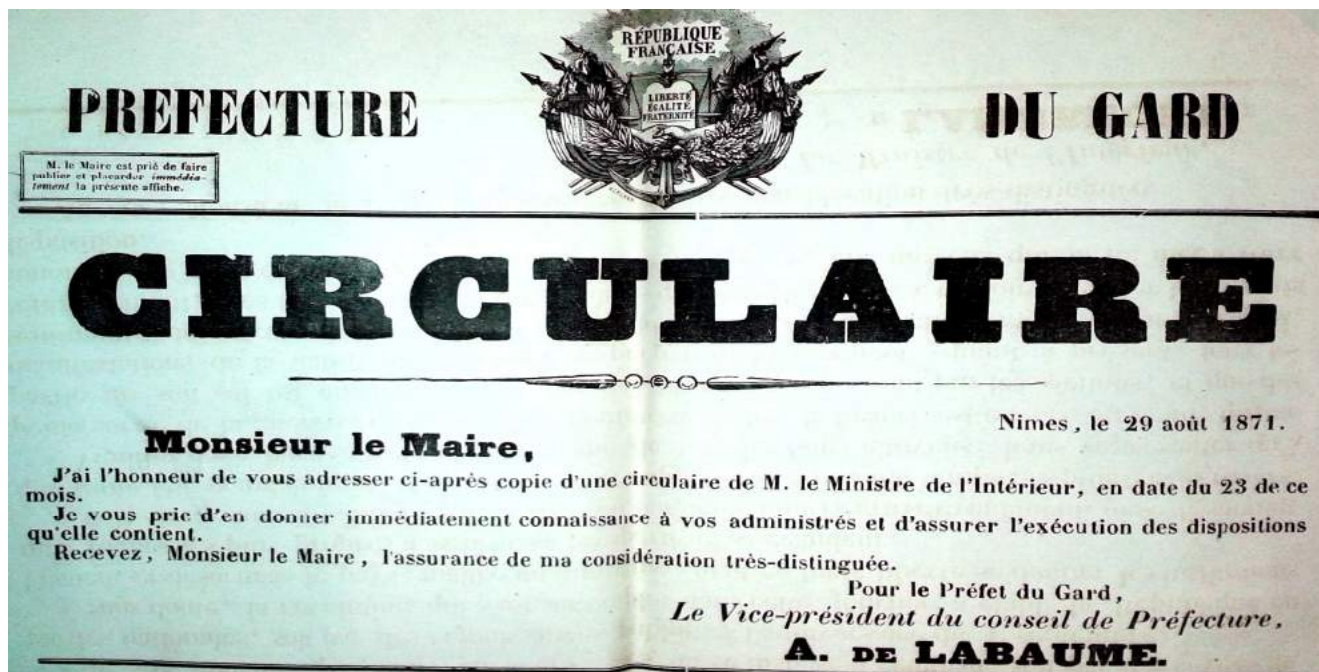 RÉPUBLIQUE
FRANÇAISE
LIBERTÉ
ÉGALITÉ
FRATERNITÉ
PREFECTURE DU GARD
M. le Maire est prié de faire
publier et placarder immédia-
tement la présente affiche.
CIRCULAIRE
Nimes, le 29 août 1871.
Monsieur le Maire,
J'ai l'honneur de vous adresser ci-après copie d'une circulaire de M. le Ministre de l'Intérieur, en date du 23 de ce
mois.
Je vous prie d'en donner immédiatement connaissance à vos administrés et d'assurer l'exécution des dispositions
qu'elle contient.
Recevez, Monsieur le Maire, l'assurance de ma considération très-distinguée.
Pour le Préfet du Gard,
Le Vice-président du conseil de Préfecture,
A. DE LABAUME.